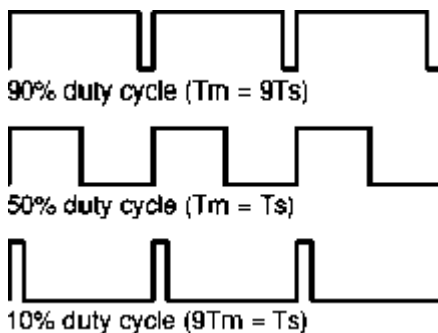 90% duty cycle (Tm = 9Ts)
50% duty cycle (Tm = Ts)
10% duty cycle (9Tm = Ts)